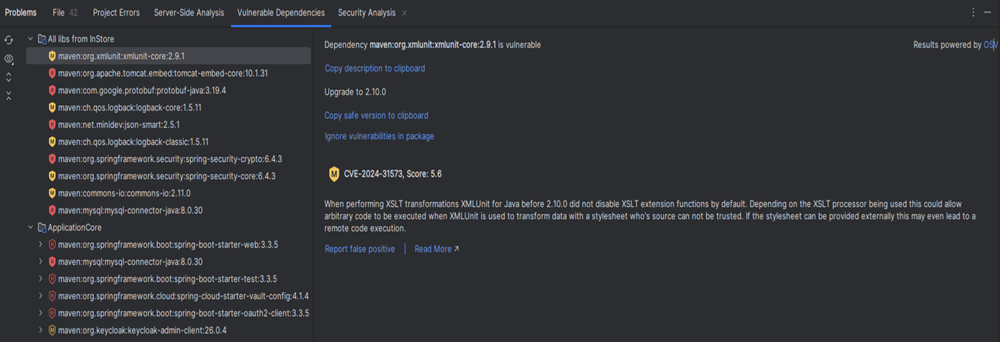 Problems File 42 Project Errors Server-Side Analysis Vulnerable Dependencies Security Analysis
All libs from InStore
M maven:org.xmlunit:xmlunit-core:2.9.1
H maven:org.apache.tomcat.embed:tomcat-embed-core:10.1.31
H maven:com.google.protobuf:protobuf-java:3.19.4
M maven:ch.qos.logback:logback-core:1.5.11
H maven:net.minidev:json-smart:2.5.1
M maven:ch.qos.logback:logback-classic:1.5.11
H maven:org.springframework.security:spring-security-crypto:6.4.3
M maven:org.springframework.security:spring-security-core:6.4.3
M maven:commons-io:commons-io:2.11.0
H maven:mysql:mysql-connector-java:8.0.30
ApplicationCore
H maven:org.springframework.boot:spring-boot-starter-web:3.3.5
H maven:mysql:mysql-connector-java:8.0.30
H maven:org.springframework.boot:spring-boot-starter-test:3.3.5
H maven:org.springframework.cloud:spring-cloud-starter-vault-config:4.1.4
H maven:org.springframework.boot:spring-boot-starter-oauth2-client:3.3.5
M maven:org.keycloak:keycloak-admin-client:26.0.4
Dependency maven:org.xmlunit:xmlunit-core:2.9.1 is vulnerable
Results powered by OSV
Copy description to clipboard
Upgrade to 2.10.0
Copy safe version to clipboard
Ignore vulnerabilities in package
M CVE-2024-31573, Score: 5.6
When performing XSLT transformations XMLUnit for Java before 2.10.0 did not disable XSLT extension functions by default. Depending on the XSLT processor being used this could allow
arbitrary code to be executed when XMLUnit is used to transform data with a stylesheet who's source can not be trusted. If the stylesheet can be provided externally this may even lead to a
remote code execution.
Report false positive | Read More ↗